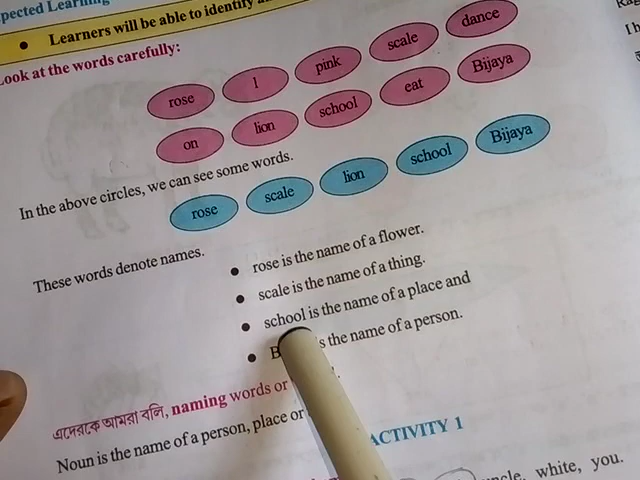 pected Learning
• Learners will be able to identify
Look at the words carefully:
rose I pink scale dance
on lion school eat Bijaya
In the above circles, we can see some words.
rose scale lion school Bijaya
These words denote names.
• rose is the name of a flower.
• scale is the name of a thing.
• school is the name of a place and
• B s the name of a person.
এদেরকে আমরা বলি, naming words or
Noun is the name of a person, place or
ACTIVITY 1
uncle, white, you.